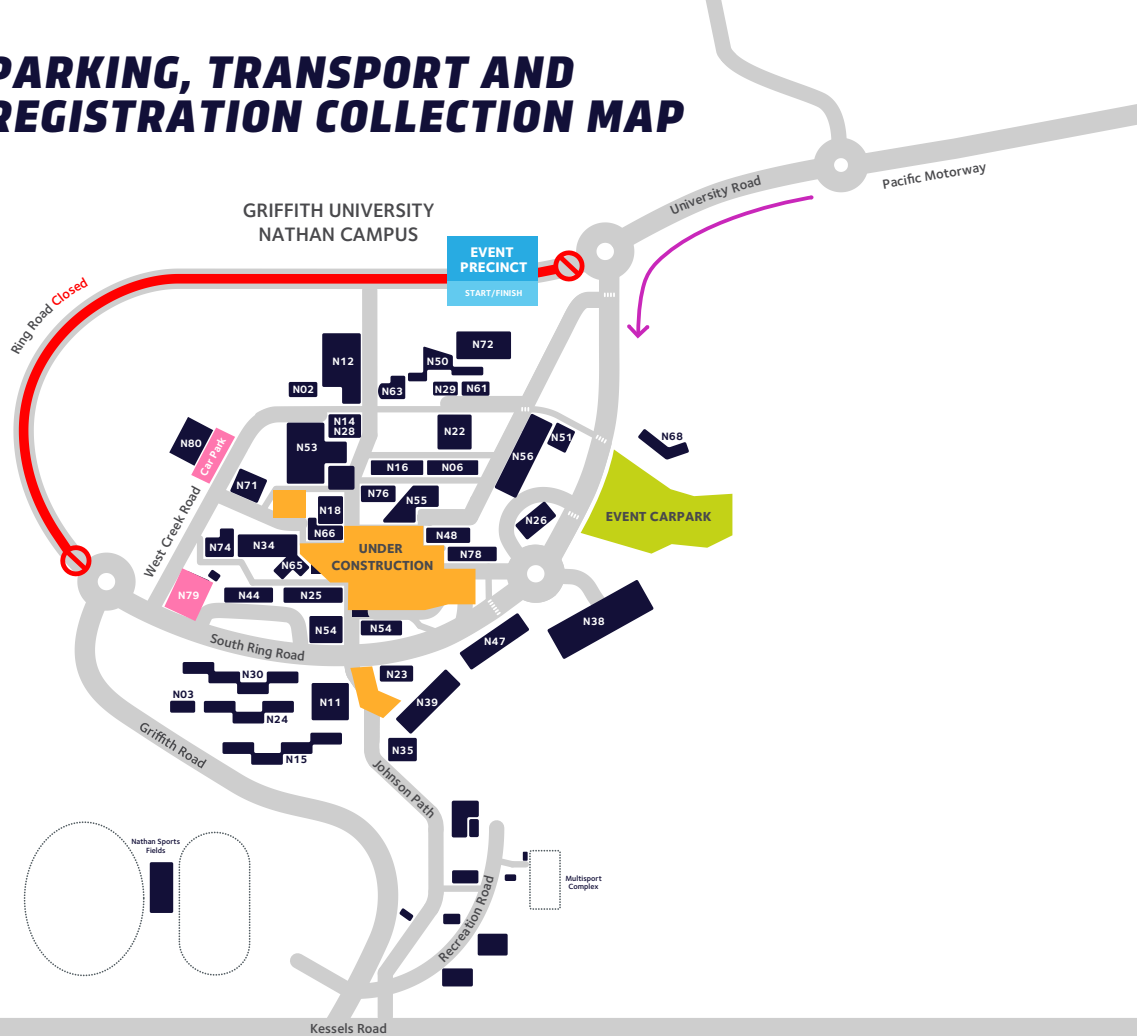 PARKING, TRANSPORT AND
REGISTRATION COLLECTION MAP
Pacific Motorway
University Road
GRIFFITH UNIVERSITY
NATHAN CAMPUS
EVENT
PRECINCT
START/FINISH
Ring Road Closed
N72
N12
N50
N02
N63
N29
N61
N14
N28
N22
N80
Car Park
N53
N56
N51
N68
N16
N06
N71
N76
N55
N18
N26
EVENT CARPARK
West Creek Road
N66
N48
N74
N34
UNDER
CONSTRUCTION
N78
N65
N79
N44
N25
N38
N54
N54
N47
South Ring Road
N30
N23
N03
N11
N39
N24
Griffith Road
N15
N35
Johnson Path
Nathan Sports
Fields
Multisport
Complex
Recreation Road
Kessels Road